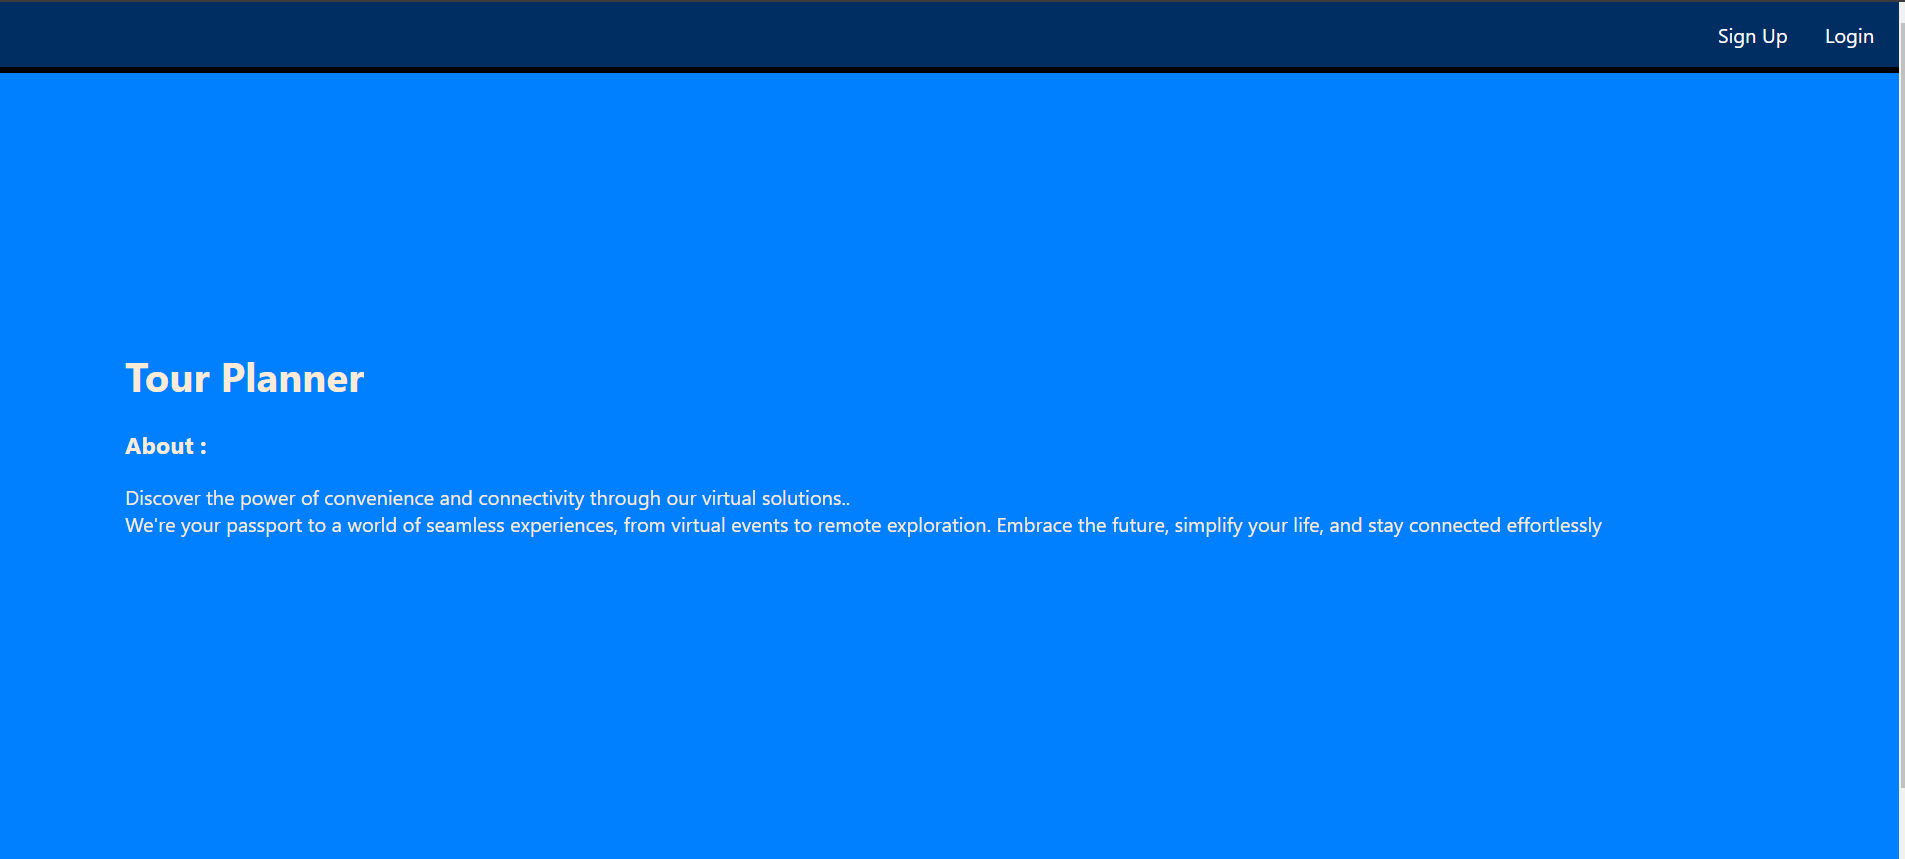 Sign Up Login
Tour Planner
About :
Discover the power of convenience and connectivity through our virtual solutions..
We're your passport to a world of seamless experiences, from virtual events to remote exploration. Embrace the future, simplify your life, and stay connected effortlessly